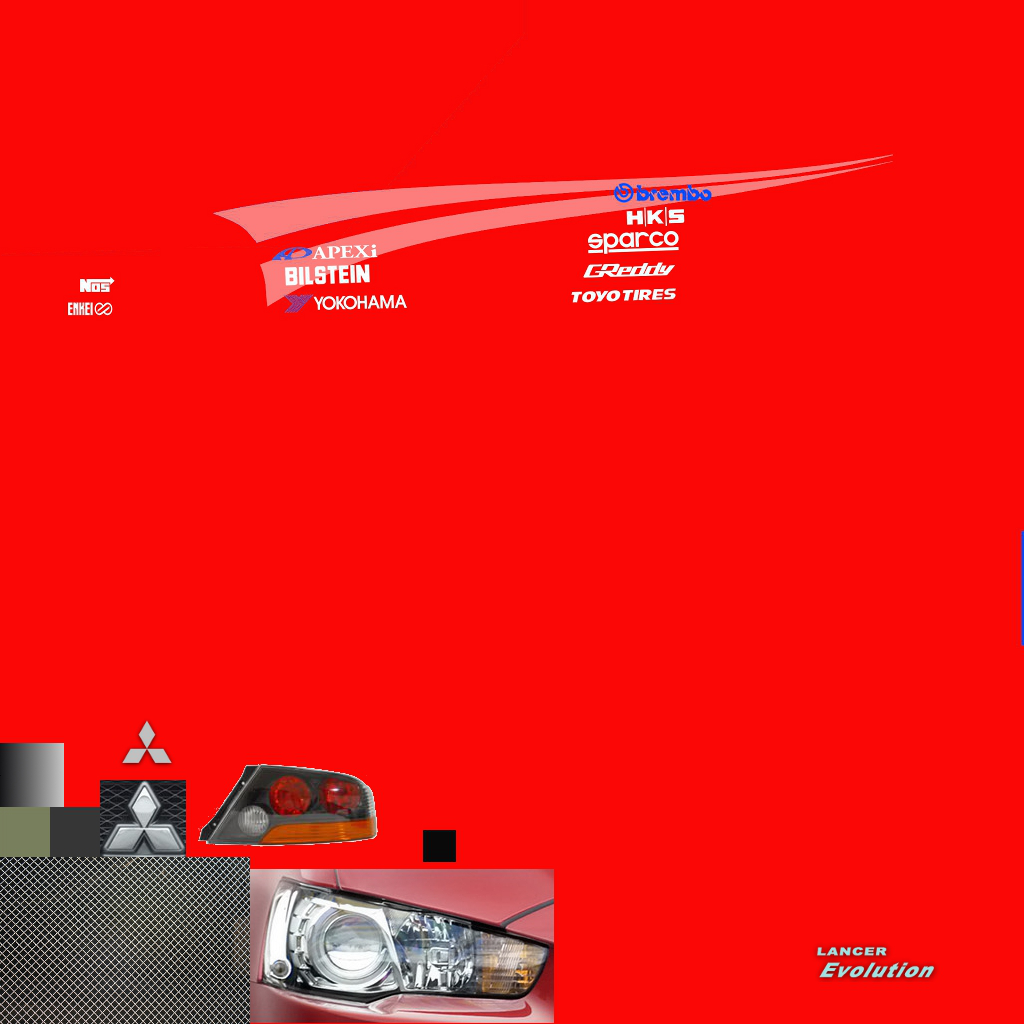 brembo
HKS
sparco
APEXi
GReddy
BILSTEIN
NOS
TOYO TIRES
YOKOHAMA
ENKEI
LANCER
Evolution